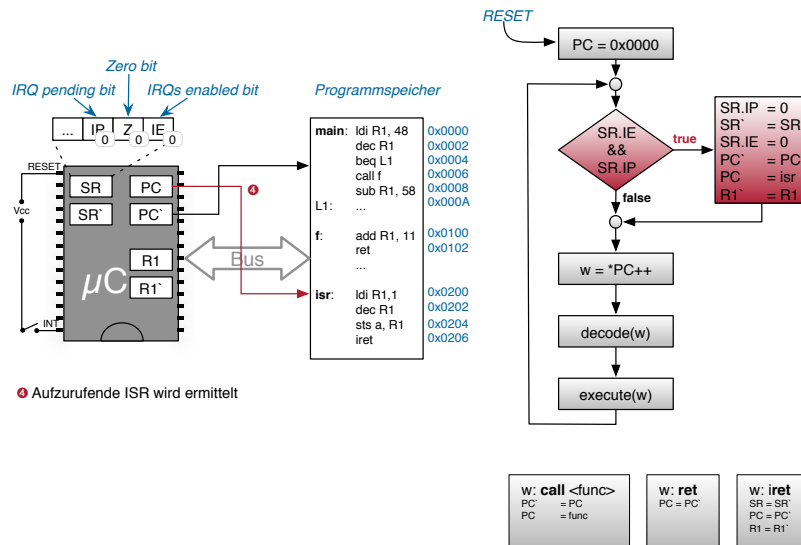 RESET
PC = 0x0000
Zero bit
IRQ pending bit
IRQs enabled bit
Programmspeicher
... IP Z IE
0 0 0
main: ldi R1, 48 0x0000
dec R1 0x0002
beq L1 0x0004
call f 0x0006
sub R1, 58 0x0008
L1: ... 0x000A
f: add R1, 11 0x0100
ret 0x0102
...
isr: ldi R1,1 0x0200
dec R1 0x0202
sts a, R1 0x0204
iret 0x0206
RESET
Vcc
INT
SR PC
SR` PC`
R1
R1`
µC
Bus
4
4 Aufzurufende ISR wird ermittelt
SR.IE
&&
SR.IP
true
false
SR.IP = 0
SR` = SR
SR.IE = 0
PC` = PC
PC = isr
R1` = R1
w = *PC++
decode(w)
execute(w)
w: call <func>
PC` = PC
PC = func
w: ret
PC = PC`
w: iret
SR = SR`
PC = PC`
R1 = R1`